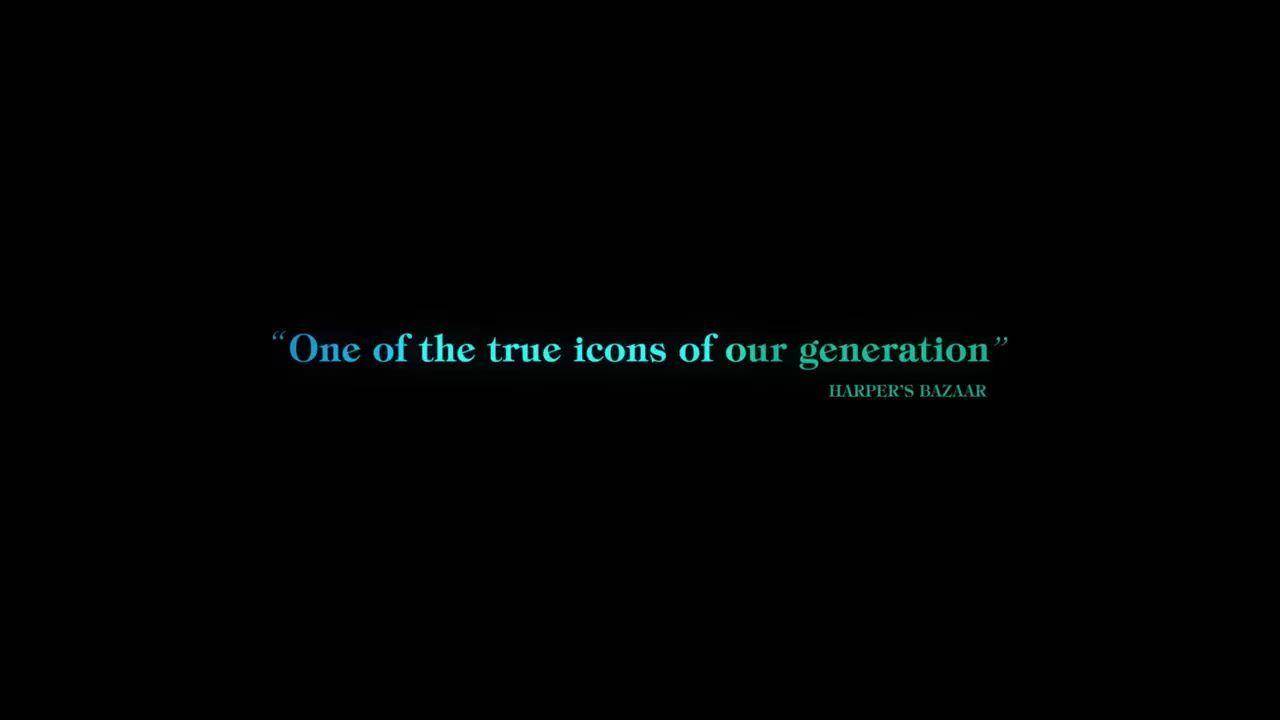 “One of the true icons of our generation”
HARPER’S BAZAAR